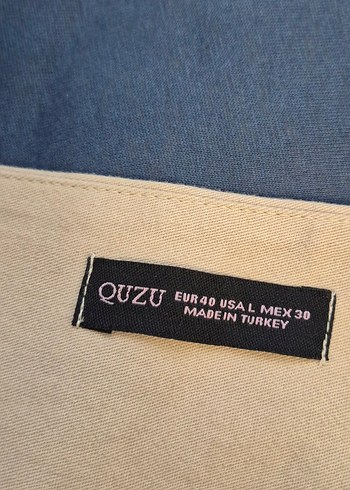 QUZU EUR 40 USA L MEX 30
MADE IN TURKEY